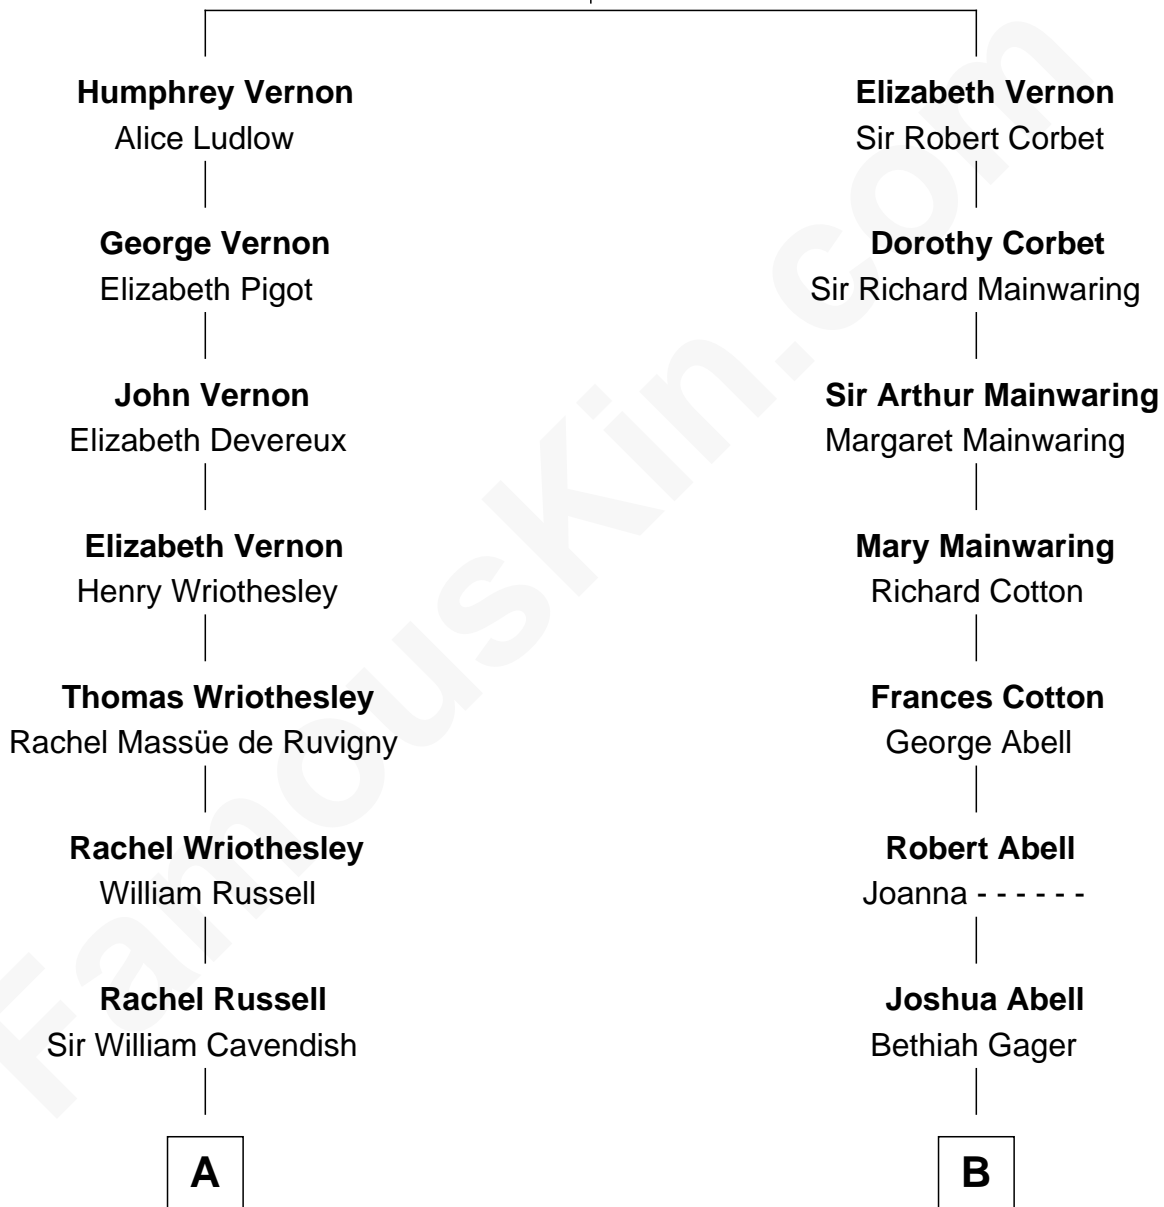 Humphrey Vernon
Alice Ludlow
George Vernon
Elizabeth Pigot
John Vernon
Elizabeth Devereux
Elizabeth Vernon
Henry Wriothesley
Thomas Wriothesley
Rachel Massüe de Ruvigny
Rachel Wriothesley
William Russell
Rachel Russell
Sir William Cavendish
A
Elizabeth Vernon
Sir Robert Corbet
Dorothy Corbet
Sir Richard Mainwaring
Sir Arthur Mainwaring
Margaret Mainwaring
Mary Mainwaring
Richard Cotton
Frances Cotton
George Abell
Robert Abell
Joanna - - - - - -
Joshua Abell
Bethiah Gager
B
FamousKin.com